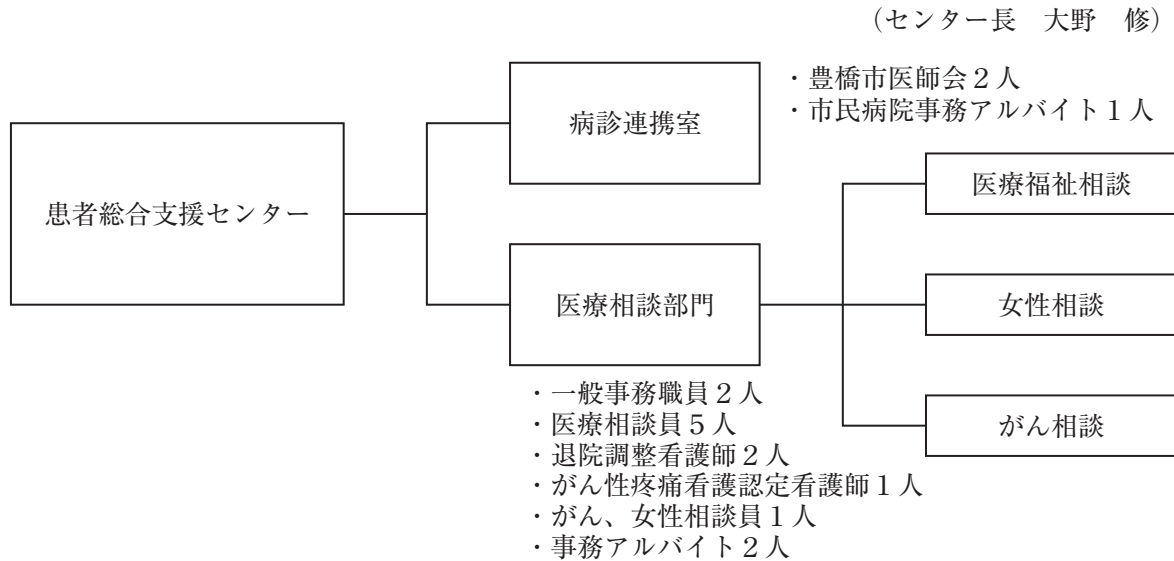 （センター長　大野　修）
患者総合支援センター
病診連携室
・豊橋市医師会２人
・市民病院事務アルバイト１人
医療相談部門
・一般事務職員２人
・医療相談員５人
・退院調整看護師２人
・がん性疼痛看護認定看護師１人
・がん、女性相談員１人
・事務アルバイト２人
医療福祉相談
女性相談
がん相談